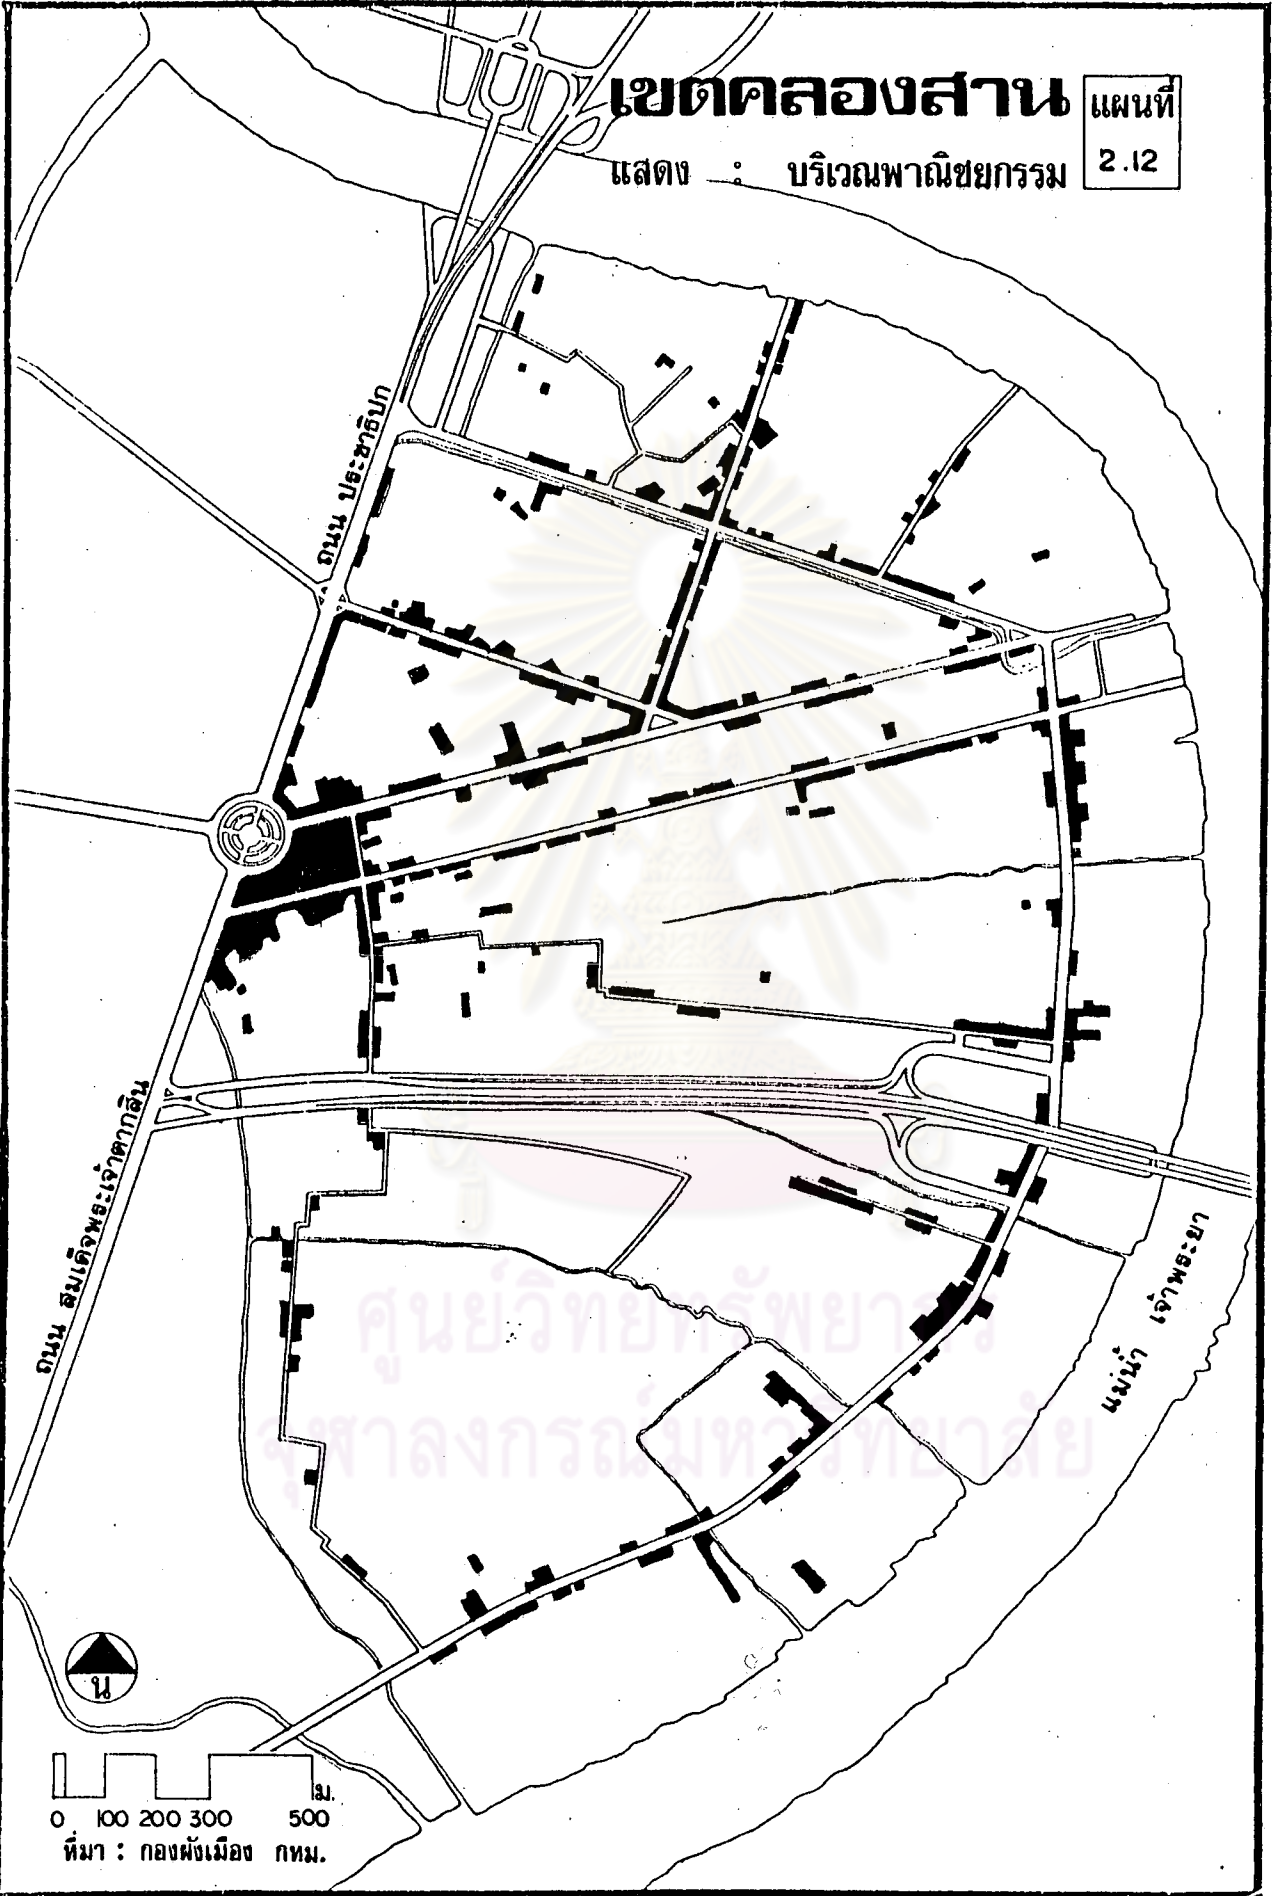 เขตคลองสาน
แผนที่
2.12
แสดง : บริเวณพาณิชยกรรม
ถนน ประชาธิปก
ถนน สมเด็จพระเจ้าตากสิน
แม่น้ำ เจ้าพระยา
ศูนย์วิทยทรัพยากร
จุฬาลงกรณ์มหาวิทยาลัย
น
ม.
0 100 200 300 500
ที่มา : กองผังเมือง กทม.